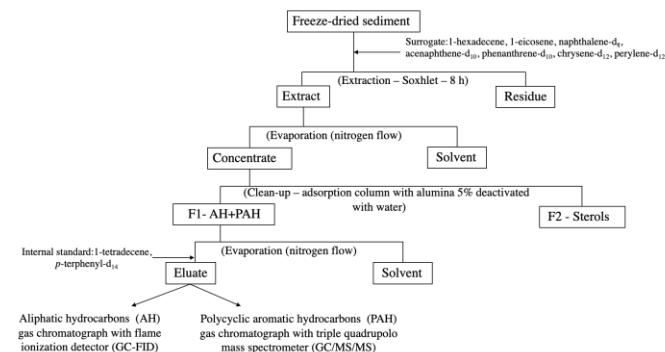 Freeze-dried sediment
Surrogate:1-hexadecene, 1-eicosene, naphthalene-d₈,
acenaphthene-d₁₀, phenanthrene-d₁₀, chrysene-d₁₂, perylene-d₁₂
(Extraction – Soxhlet – 8 h)
Extract
Residue
(Evaporation (nitrogen flow)
Concentrate
Solvent
(Clean-up – adsorption column with alumina 5% deactivated
with water)
F1- AH+PAH
F2 - Sterols
Internal standard:1-tetradecene,
p-terphenyl-d₁₄
(Evaporation (nitrogen flow)
Eluate
Solvent
Aliphatic hydrocarbons (AH)
gas chromatograph with flame
ionization detector (GC-FID)
Polycyclic aromatic hydrocarbons (PAH)
gas chromatograph with triple quadrupolo
mass spectrometer (GC/MS/MS)